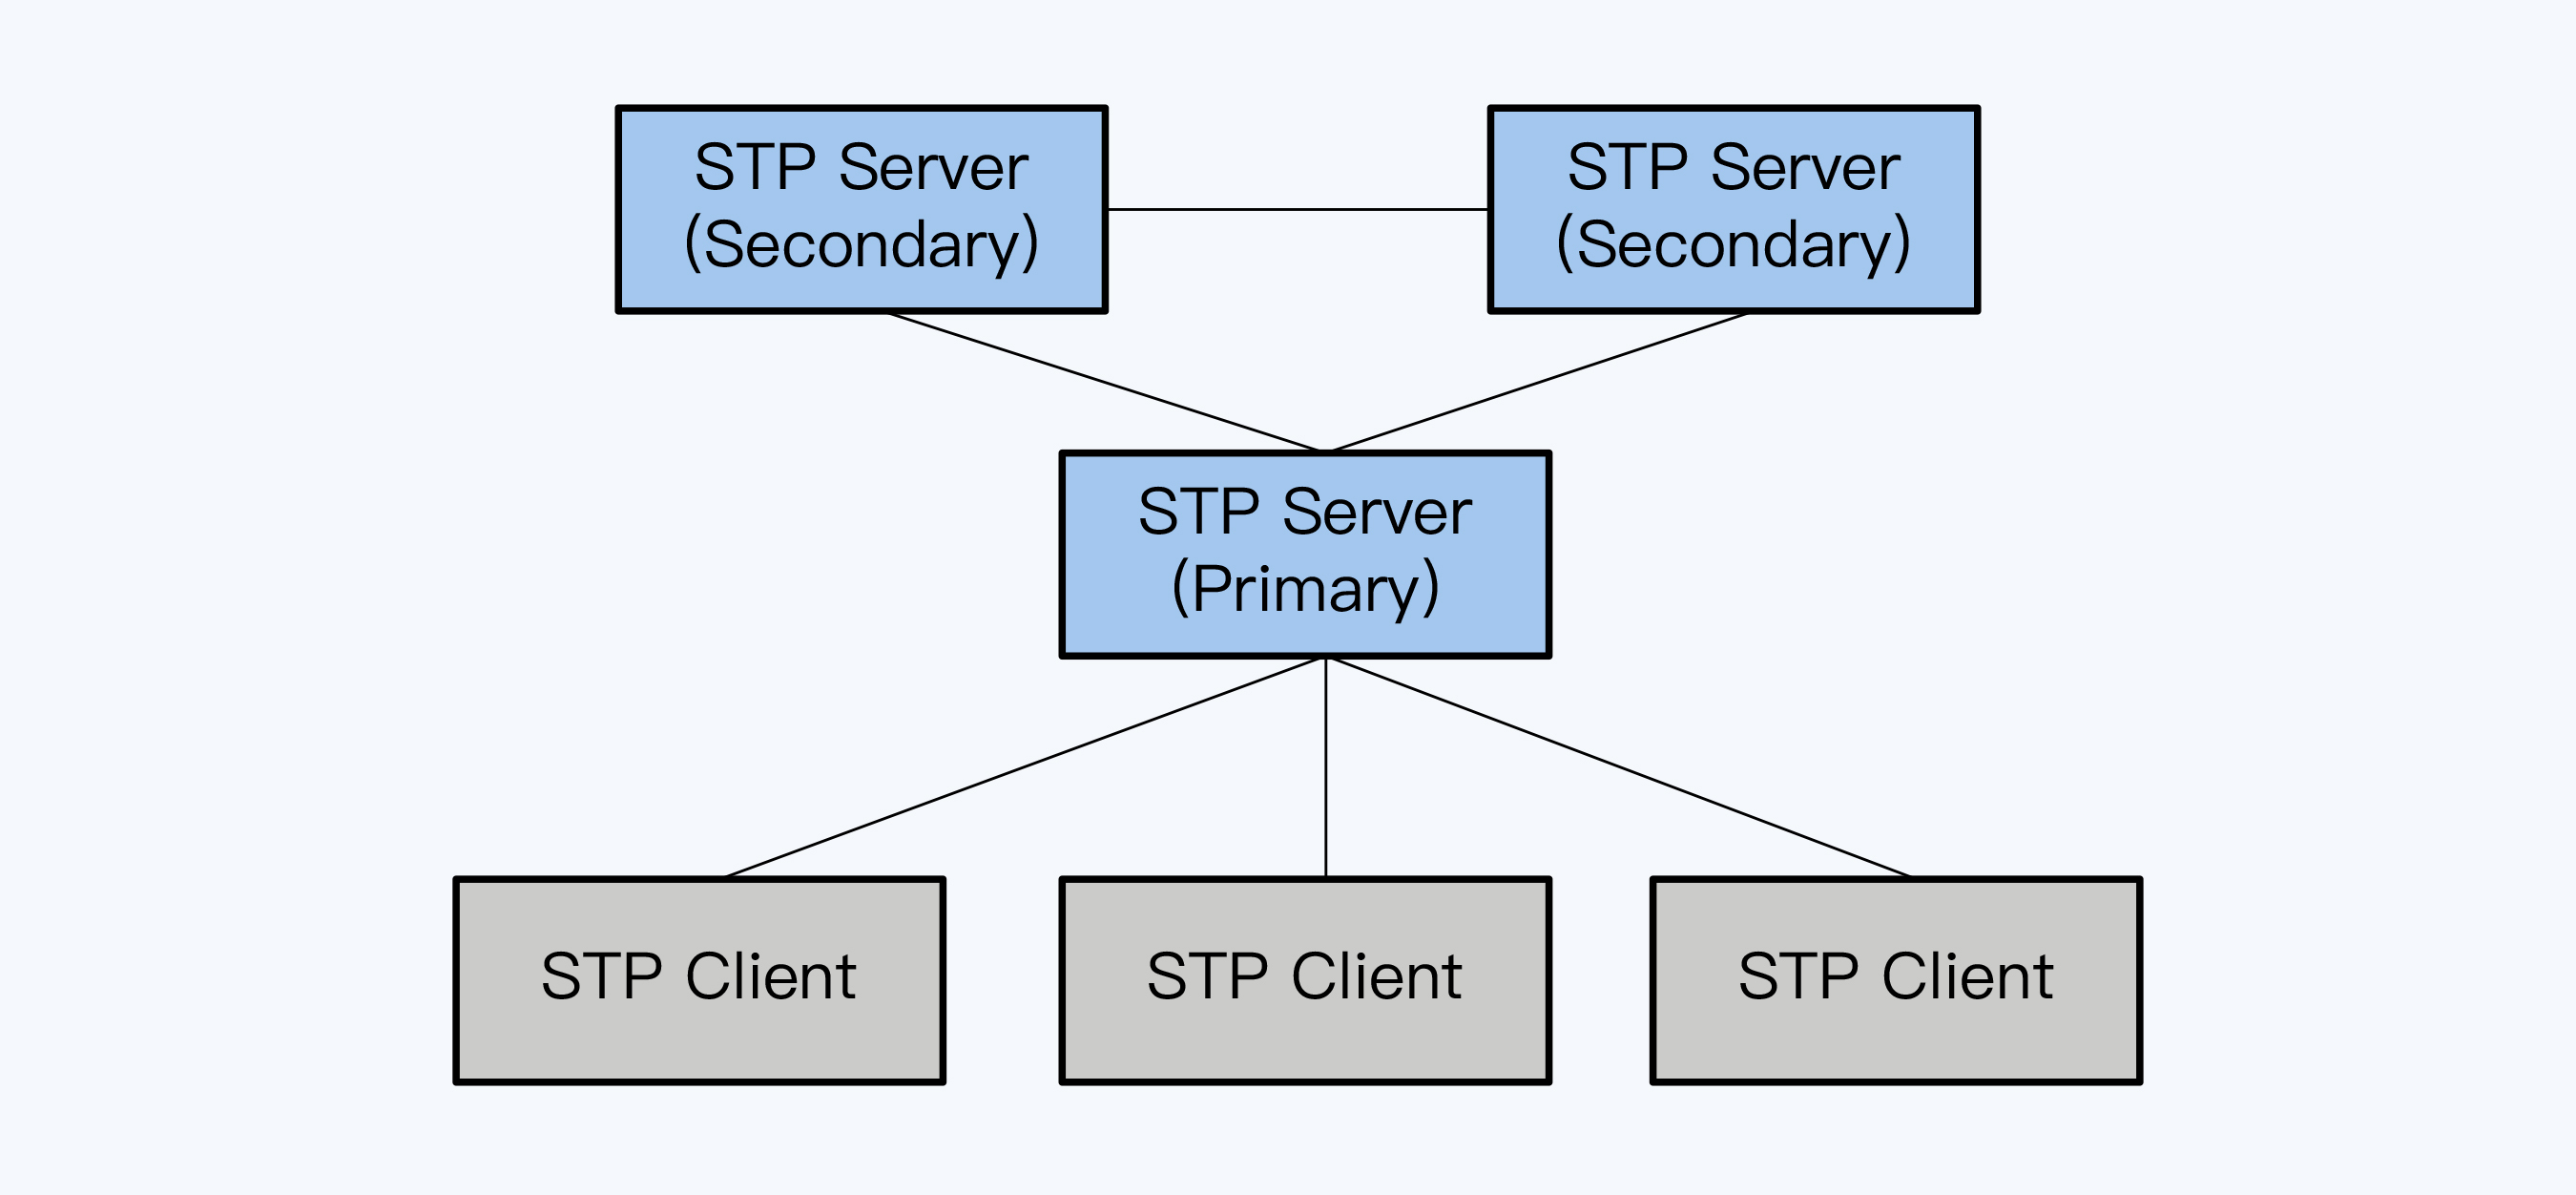 STP Server
(Secondary)
STP Server
(Secondary)
STP Server
(Primary)
STP Client
STP Client
STP Client